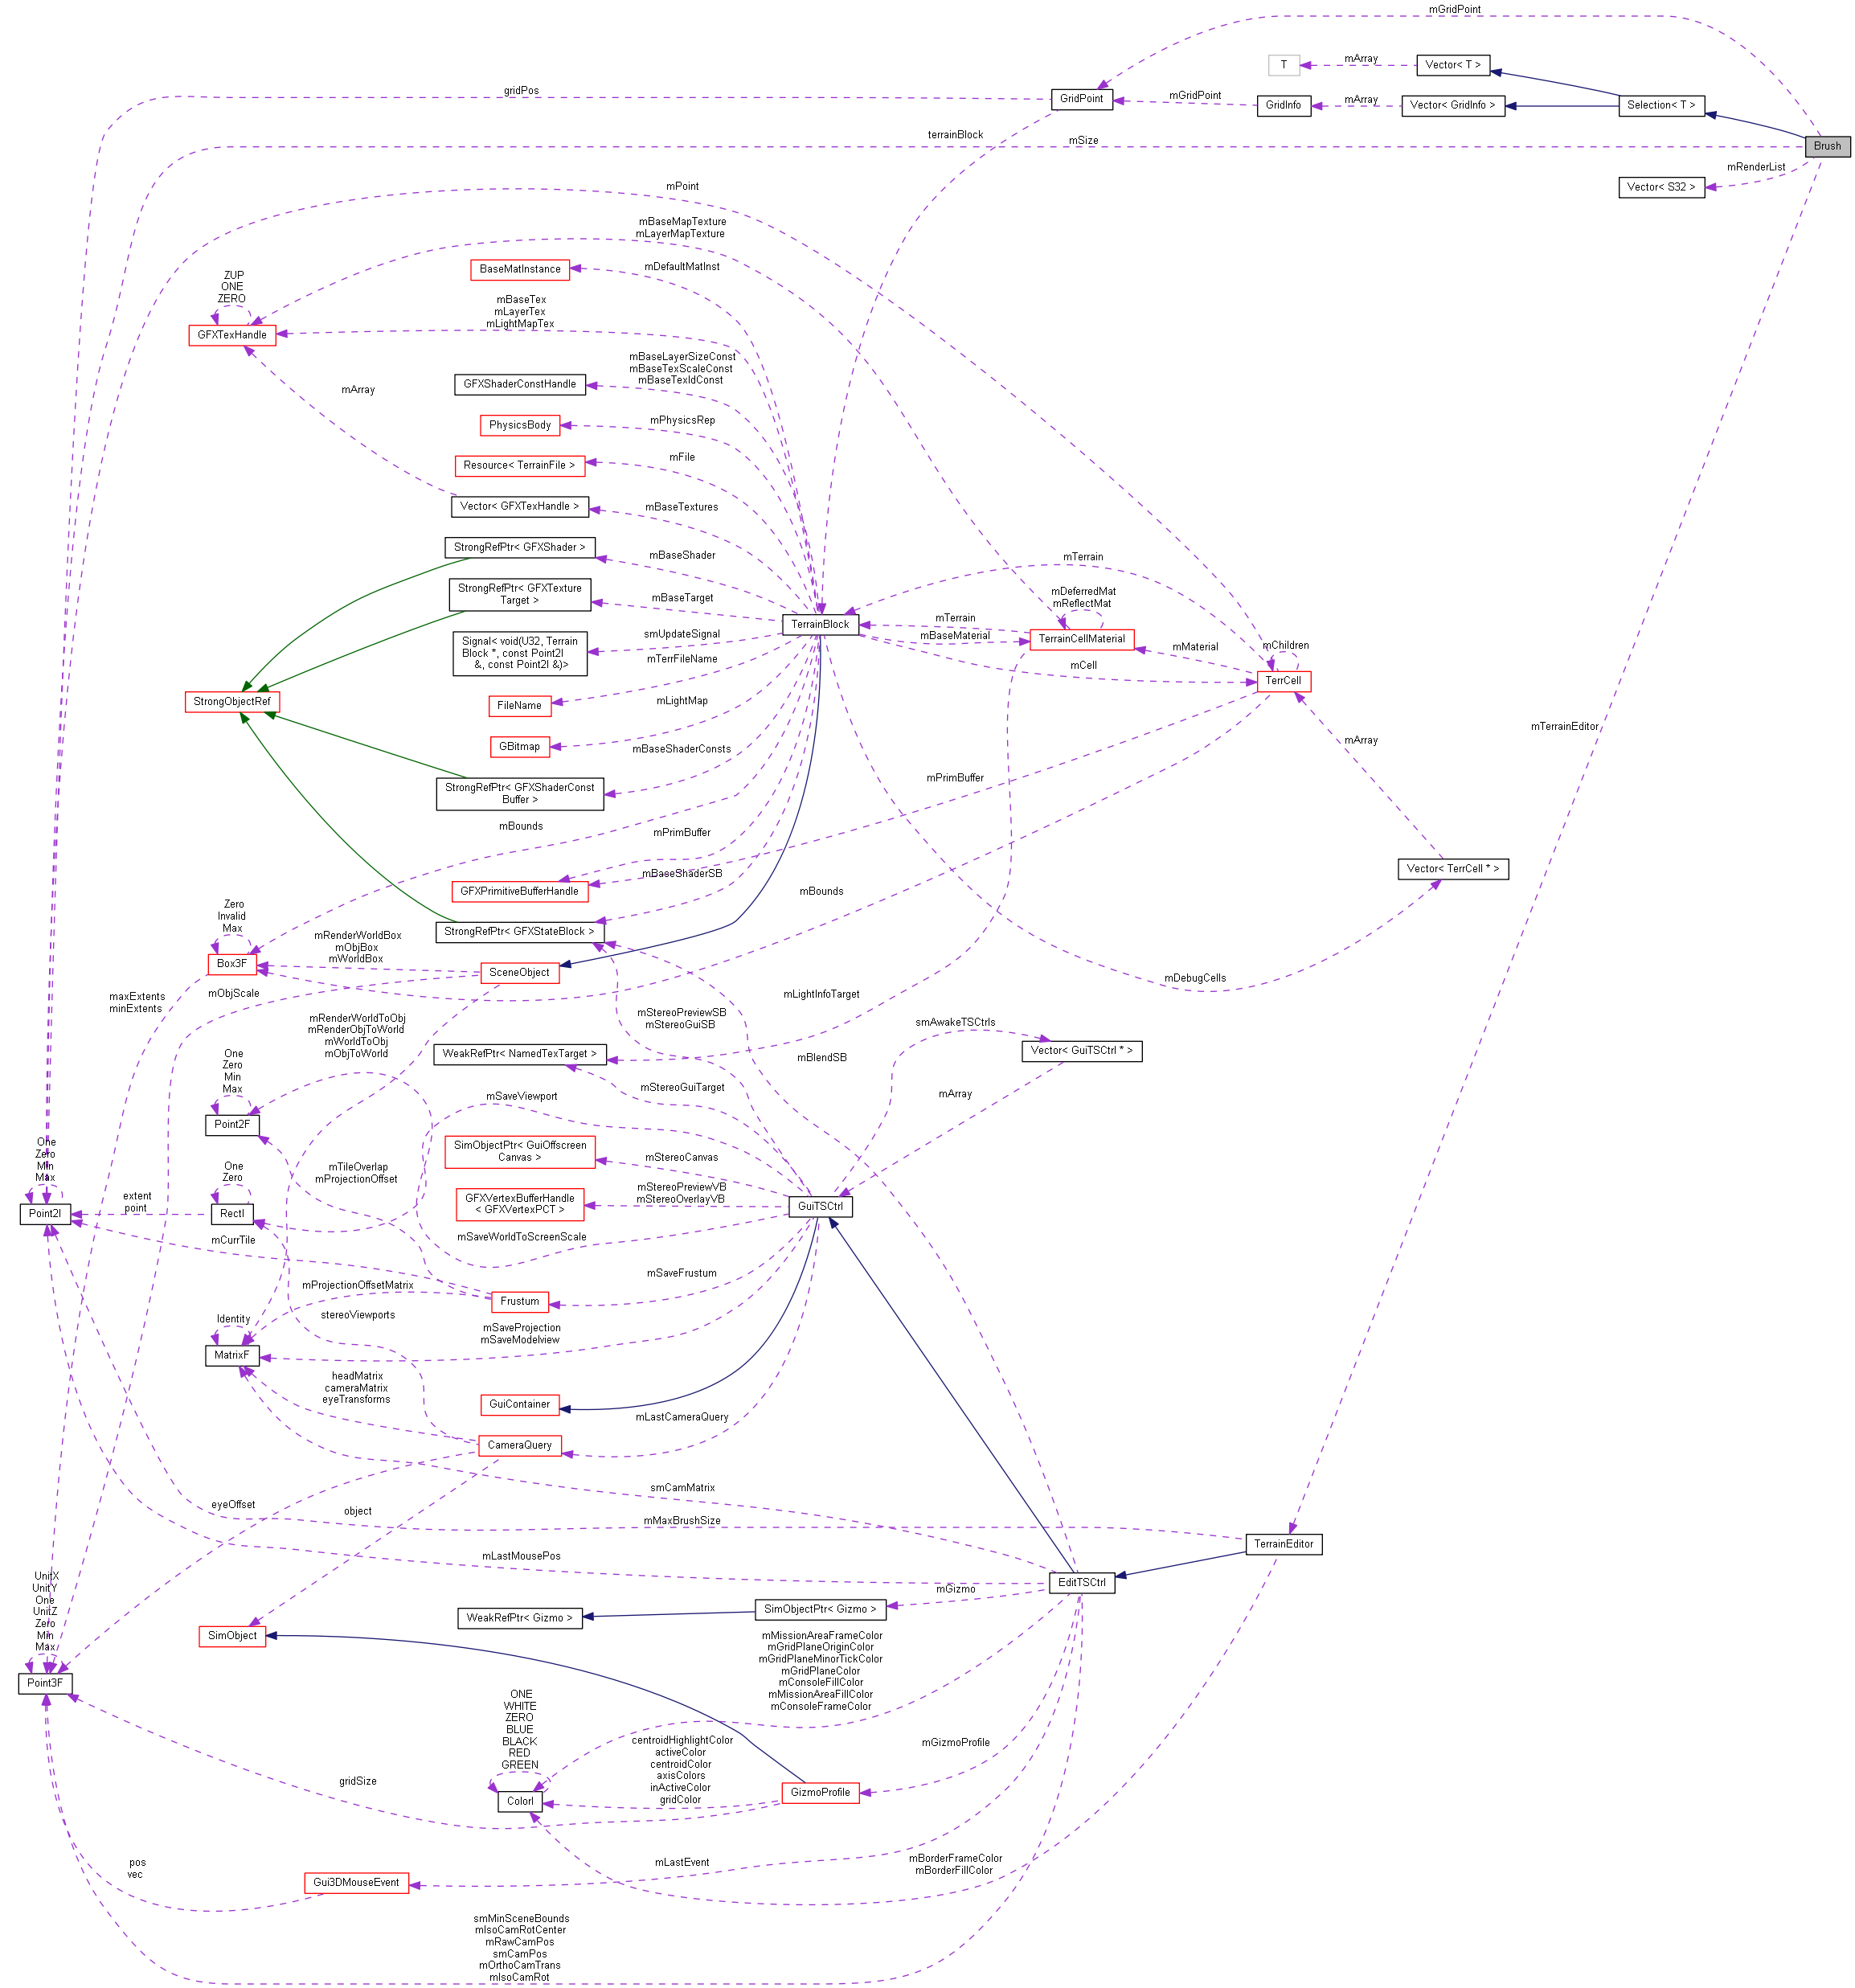 mGridPoint
T
mArray
Vector< T >
gridPos
GridPoint
mGridPoint
GridInfo
mArray
Vector< GridInfo >
Selection< T >
terrainBlock
mSize
Brush
mRenderList
Vector< S32 >
mPoint
mBaseMapTexture
mLayerMapTexture
BaseMatInstance
mDefaultMatInst
ZUP
ONE
ZERO
mBaseTex
mLayerTex
mLightMapTex
GFXTexHandle
mBaseLayerSizeConst
mBaseTexScaleConst
mBaseTexIdConst
GFXShaderConstHandle
mArray
PhysicsBody
mPhysicsRep
Resource< TerrainFile >
mFile
Vector< GFXTexHandle >
mBaseTextures
StrongRefPtr< GFXShader >
mBaseShader
mTerrain
StrongRefPtr< GFXTexture
Target >
mBaseTarget
mDeferredMat
mReflectMat
TerrainBlock
mTerrain
mBaseMaterial
TerrainCellMaterial
Signal< void(U32, Terrain
Block *, const Point2I
&, const Point2I &)>
smUpdateSignal
mTerrFileName
mCell
mMaterial
mChildren
TerrCell
StrongObjectRef
FileName
mLightMap
GBitmap
mTerrainEditor
mArray
mBaseShaderConsts
StrongRefPtr< GFXShaderConst
Buffer >
mPrimBuffer
mBounds
mPrimBuffer
GFXPrimitiveBufferHandle
mBaseShaderSB
mBounds
Vector< TerrCell * >
Zero
Invalid
Max
StrongRefPtr< GFXStateBlock >
mRenderWorldBox
mObjBox
mWorldBox
Box3F
SceneObject
mDebugCells
maxExtents
minExtents
mObjScale
mLightInfoTarget
mRenderWorldToObj
mRenderObjToWorld
mWorldToObj
mObjToWorld
mStereoPreviewSB
mStereoGuiSB
smAwakeTSCtrls
WeakRefPtr< NamedTexTarget >
mBlendSB
Vector< GuiTSCtrl * >
One
Zero
Min
Max
Point2F
mSaveViewport
mStereoGuiTarget
mArray
One
Zero
Min
Max
SimObjectPtr< GuiOffscreen
Canvas >
mStereoCanvas
One
Zero
mTileOverlap
mProjectionOffset
extent
point
Point2I
RectI
GFXVertexBufferHandle
< GFXVertexPCT >
mStereoPreviewVB
mStereoOverlayVB
GuiTSCtrl
mCurrTile
mSaveWorldToScreenScale
mSaveFrustum
mProjectionOffsetMatrix
Frustum
Identity
stereoViewports
mSaveProjection
mSaveModelview
MatrixF
headMatrix
cameraMatrix
eyeTransforms
GuiContainer
mLastCameraQuery
CameraQuery
eyeOffset
object
smCamMatrix
mMaxBrushSize
TerrainEditor
mLastMousePos
EditTSCtrl
mGizmo
UnitX
UnitY
One
UnitZ
Zero
Min
Max
Point3F
WeakRefPtr< Gizmo >
SimObjectPtr< Gizmo >
SimObject
mMissionAreaFrameColor
mGridPlaneOriginColor
mGridPlaneMinorTickColor
mGridPlaneColor
mConsoleFillColor
mMissionAreaFillColor
mConsoleFrameColor
ONE
WHITE
ZERO
BLUE
BLACK
RED
GREEN
ColorI
centroidHighlightColor
activeColor
centroidColor
axisColors
inActiveColor
gridColor
mGizmoProfile
GizmoProfile
gridSize
pos
vec
Gui3DMouseEvent
mLastEvent
mBorderFrameColor
mBorderFillColor
smMinSceneBounds
mIsoCamRotCenter
mRawCamPos
smCamPos
mOrthoCamTrans
mIsoCamRot